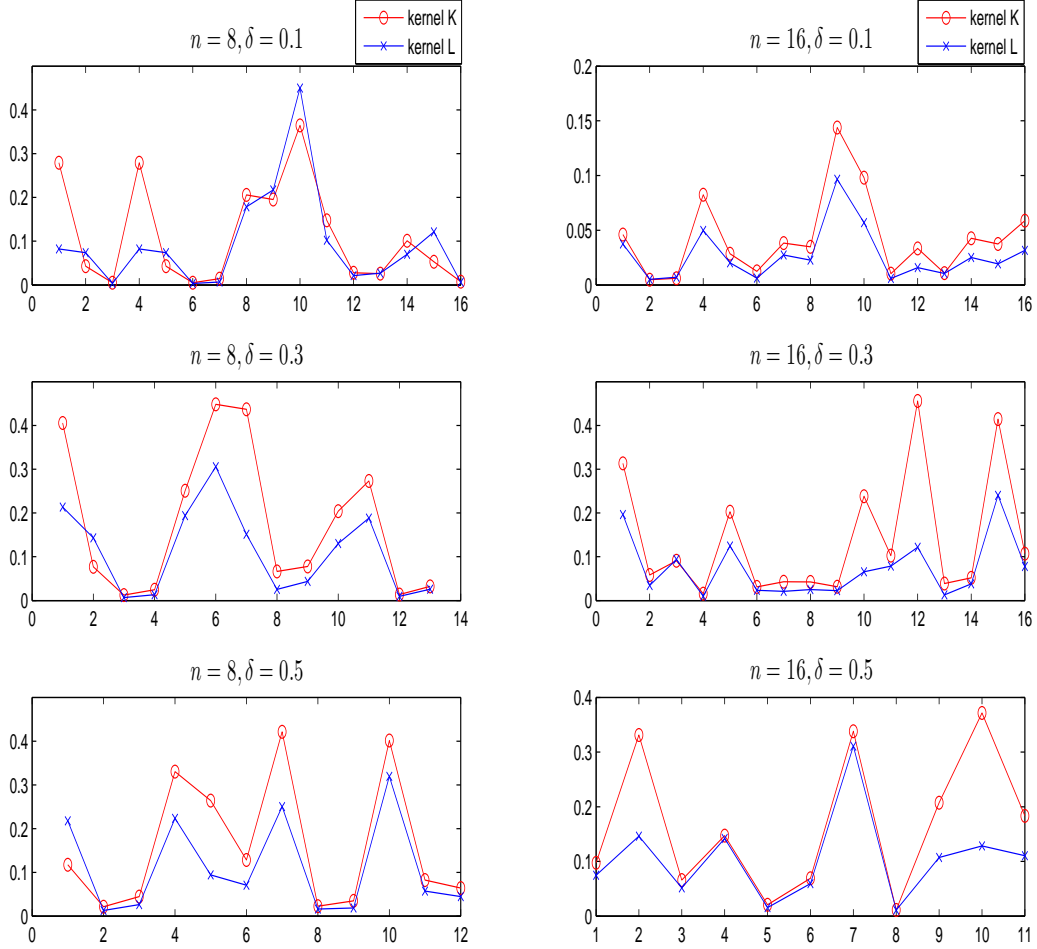 n = 8, δ = 0.1
kernel K
kernel L
0.4
0.3
0.2
0.1
0
0 2 4 6 8 10 12 14 16
n = 16, δ = 0.1
kernel K
kernel L
0.2
0.15
0.1
0.05
0
0 2 4 6 8 10 12 14 16
n = 8, δ = 0.3
0.4
0.3
0.2
0.1
0
0 2 4 6 8 10 12 14
n = 16, δ = 0.3
0.4
0.3
0.2
0.1
0
0 2 4 6 8 10 12 14 16
n = 8, δ = 0.5
0.4
0.3
0.2
0.1
0
0 2 4 6 8 10 12
n = 16, δ = 0.5
0.4
0.3
0.2
0.1
0
1 2 3 4 5 6 7 8 9 10 11